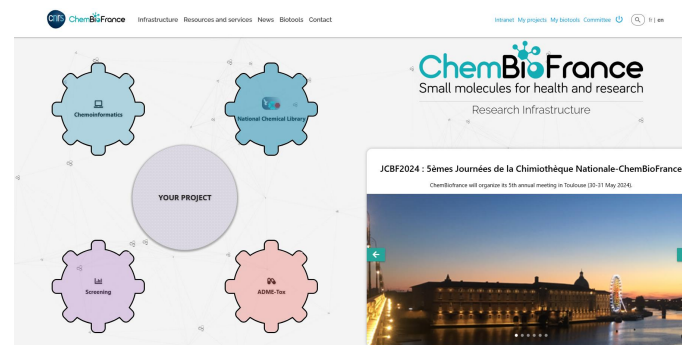 cnrs ChemBioFrance Infrastructure Resources and services News Biotools Contact Intranet My projects My biotools Committee fr | en
Chemoinformatics
National Chemical Library
YOUR PROJECT
Screening
ADME-Tox
ChemBioFrance
Small molecules for health and research
Research Infrastructure
JCBF2024 : 5èmes Journées de la Chimiothèque Nationale-ChemBioFrance
ChemBiofrance will organize its 5th annual meeting in Toulouse (30-31 May 2024).